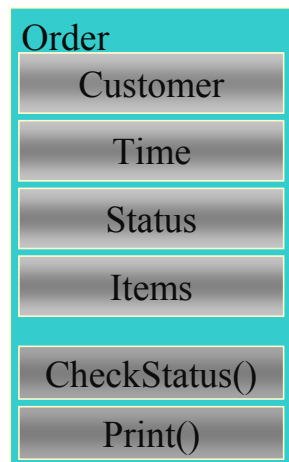 Order
Customer
Time
Status
Items
CheckStatus()
Print()